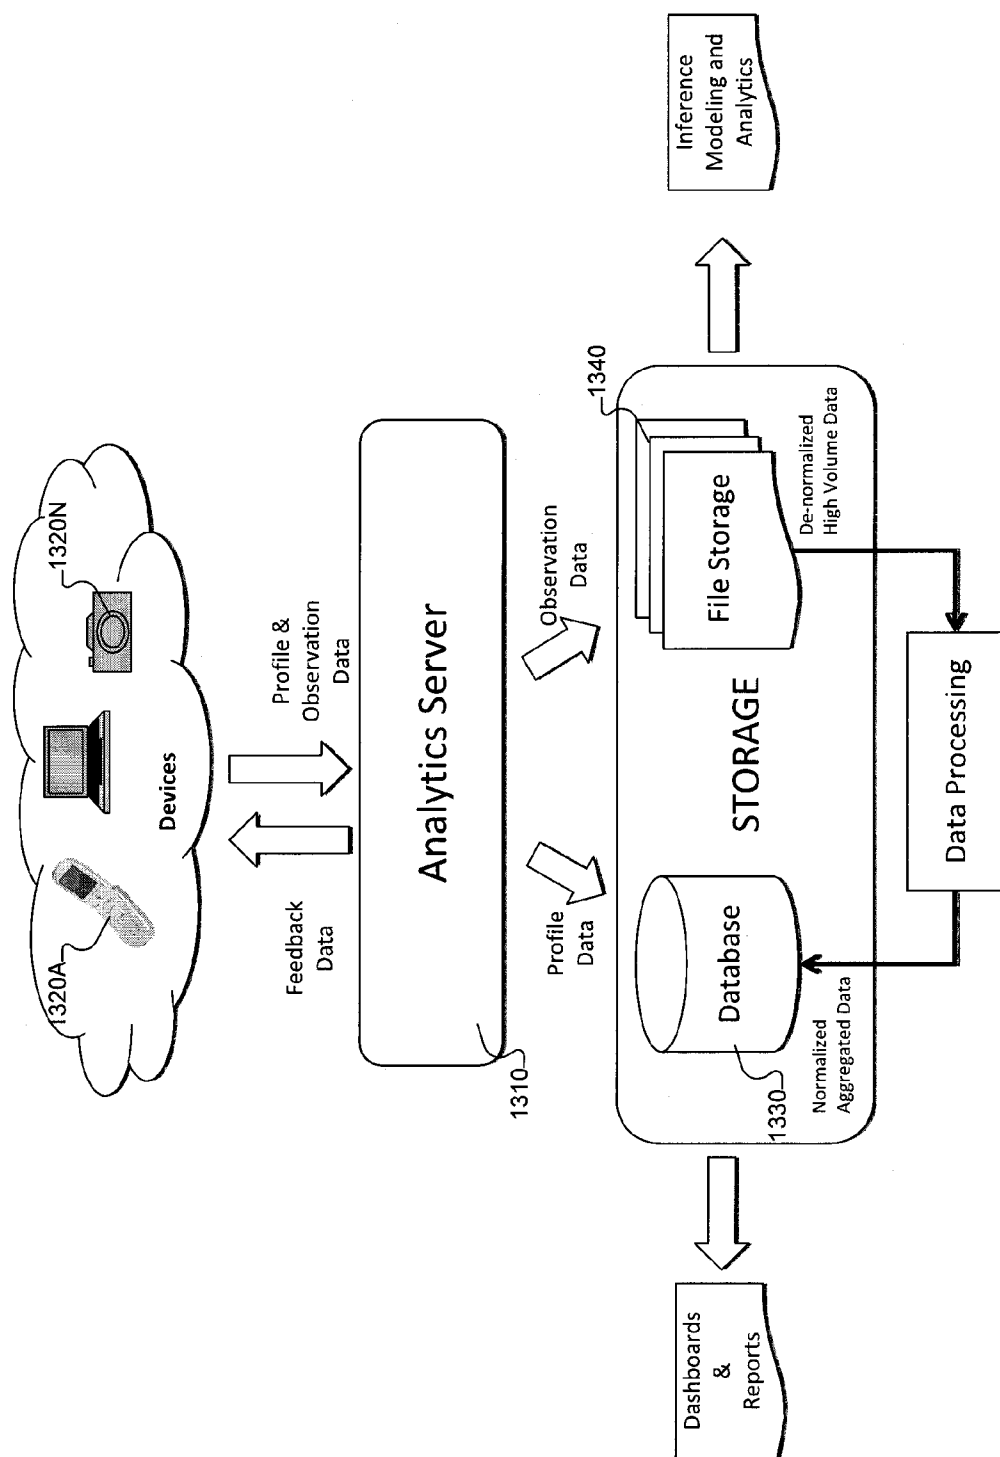 1320A
1320N
Devices
Feedback
Data
Profile &
Observation
Data
Analytics Server
1310
Profile
Data
Observation
Data
1340
Database
STORAGE
File Storage
1330
Normalized
Aggregated Data
De-normalized
High Volume Data
Data Processing
Dashboards
&
Reports
Inference
Modeling and
Analytics